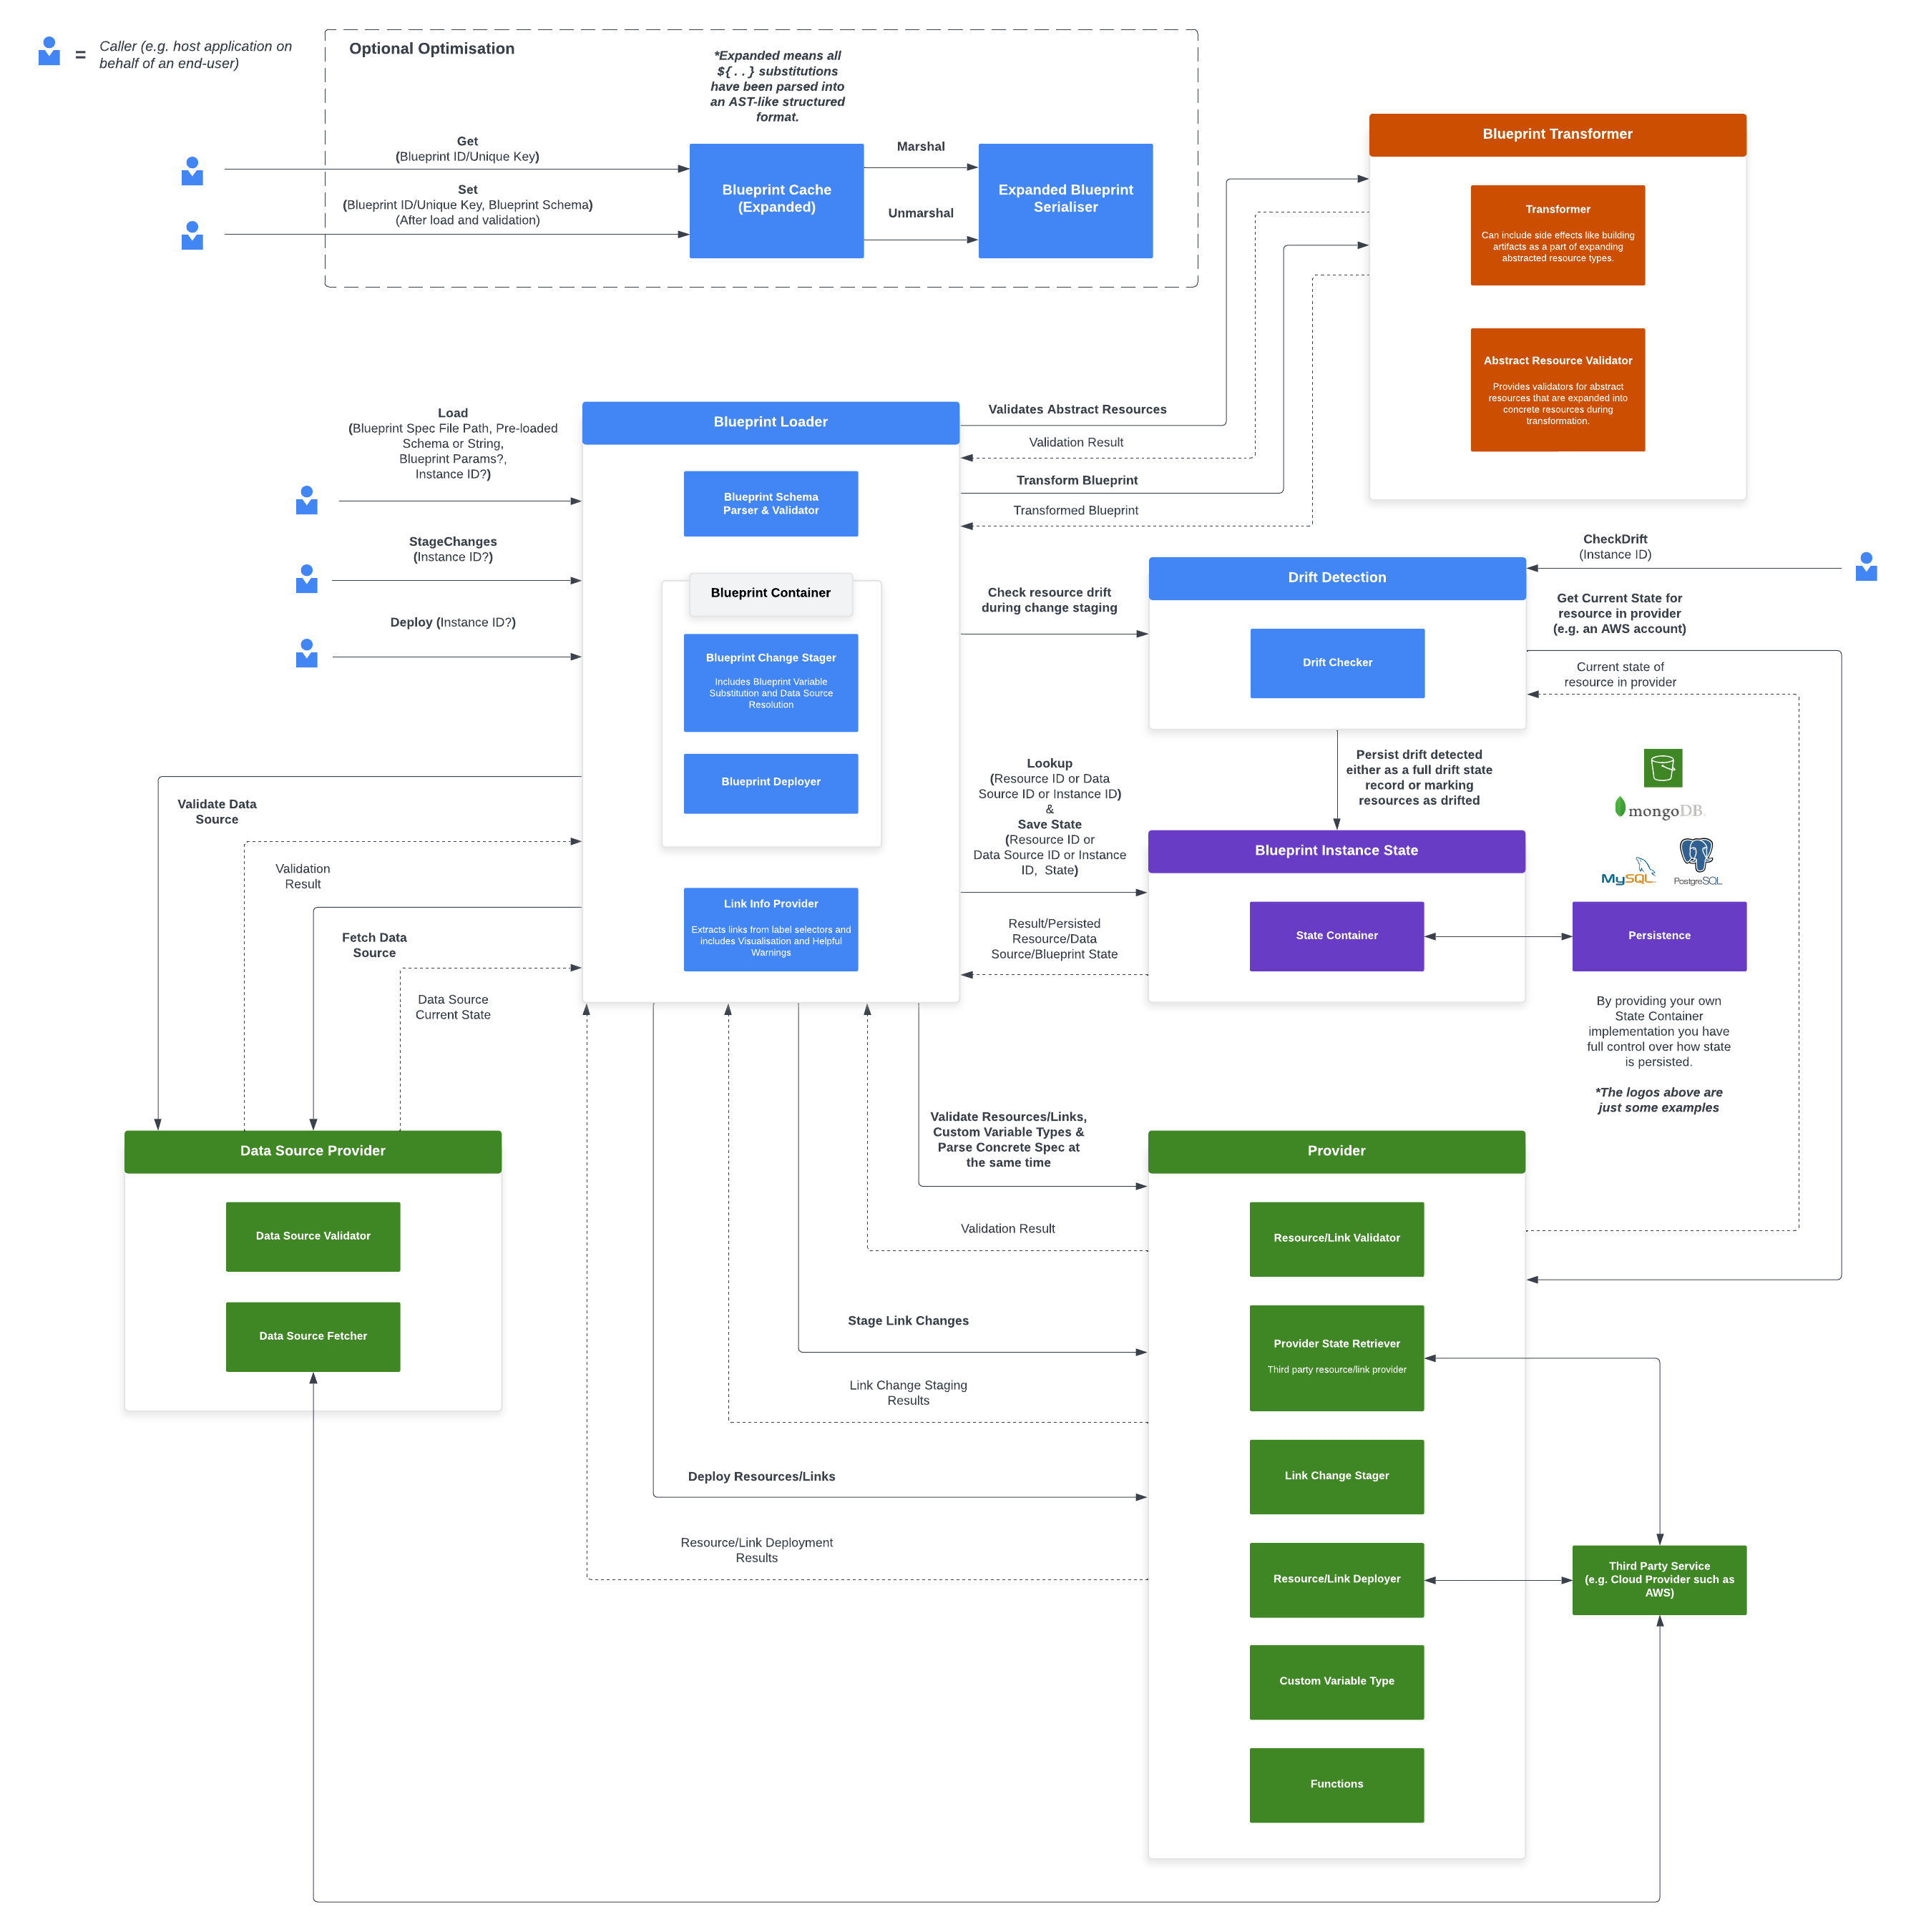 =
Caller (e.g. host application on
behalf of an end-user)
Optional Optimisation
*Expanded means all
${..} substitutions
have been parsed into
an AST-like structured
format.
Get
(Blueprint ID/Unique Key)
Set
(Blueprint ID/Unique Key, Blueprint Schema)
(After load and validation)
Blueprint Cache
(Expanded)
Marshal
Unmarshal
Expanded Blueprint
Serialiser
Blueprint Transformer
Transformer
Can include side effects like building
artifacts as a part of expanding
abstracted resource types.
Abstract Resource Validator
Provides validators for abstract
resources that are expanded into
concrete resources during
transformation.
Load
(Blueprint Spec File Path, Pre-loaded
Schema or String,
Blueprint Params?,
Instance ID?)
StageChanges
(Instance ID?)
Deploy (Instance ID?)
Blueprint Loader
Blueprint Schema
Parser & Validator
Blueprint Container
Blueprint Change Stager
Includes Blueprint Variable
Substitution and Data Source
Resolution
Blueprint Deployer
Link Info Provider
Extracts links from label selectors and
includes Visualisation and Helpful
Warnings
Validates Abstract Resources
Validation Result
Transform Blueprint
Transformed Blueprint
Check resource drift
during change staging
Drift Detection
Drift Checker
CheckDrift
(Instance ID)
Get Current State for
resource in provider
(e.g. an AWS account)
Current state of
resource in provider
Persist drift detected
either as a full drift state
record or marking
resources as drifted
Lookup
(Resource ID or Data
Source ID or Instance ID)
&
Save State
(Resource ID or
Data Source ID or Instance
ID,  State)
Result/Persisted
Resource/Data
Source/Blueprint State
Blueprint Instance State
State Container
mongoDB
MySQL
PostgreSQL
Persistence
By providing your own
State Container
implementation you have
full control over how state
is persisted.
*The logos above are
just some examples
Validate Data
Source
Validation
Result
Fetch Data
Source
Data Source
Current State
Data Source Provider
Data Source Validator
Data Source Fetcher
Validate Resources/Links,
Custom Variable Types &
Parse Concrete Spec at
the same time
Validation Result
Stage Link Changes
Link Change Staging
Results
Deploy Resources/Links
Resource/Link Deployment
Results
Provider
Resource/Link Validator
Provider State Retriever
Third party resource/link provider
Link Change Stager
Resource/Link Deployer
Custom Variable Type
Functions
Third Party Service
(e.g. Cloud Provider such as
AWS)